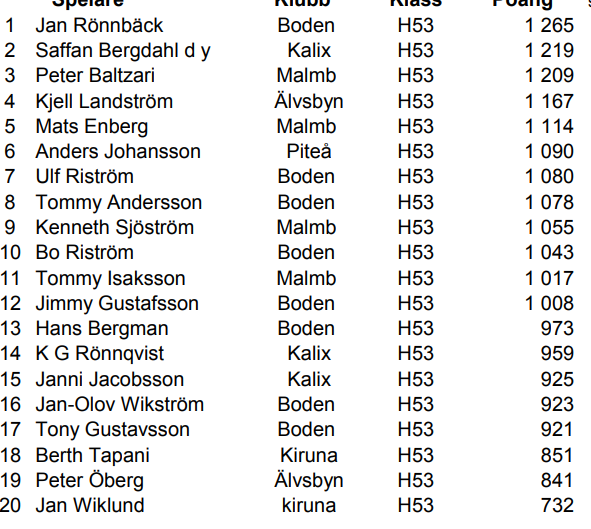 Spelare Klubb Klass Poäng
1 Jan Rönnbäck Boden H53 1 265
2 Saffan Bergdahl d y Kalix H53 1 219
3 Peter Baltzari Malmb H53 1 209
4 Kjell Landström Älvsbyn H53 1 167
5 Mats Enberg Malmb H53 1 114
6 Anders Johansson Piteå H53 1 090
7 Ulf Riström Boden H53 1 080
8 Tommy Andersson Boden H53 1 078
9 Kenneth Sjöström Malmb H53 1 055
10 Bo Riström Boden H53 1 043
11 Tommy Isaksson Malmb H53 1 017
12 Jimmy Gustafsson Boden H53 1 008
13 Hans Bergman Boden H53 973
14 K G Rönnqvist Kalix H53 959
15 Janni Jacobsson Kalix H53 925
16 Jan-Olov Wikström Boden H53 923
17 Tony Gustavsson Boden H53 921
18 Berth Tapani Kiruna H53 851
19 Peter Öberg Älvsbyn H53 841
20 Jan Wiklund kiruna H53 732